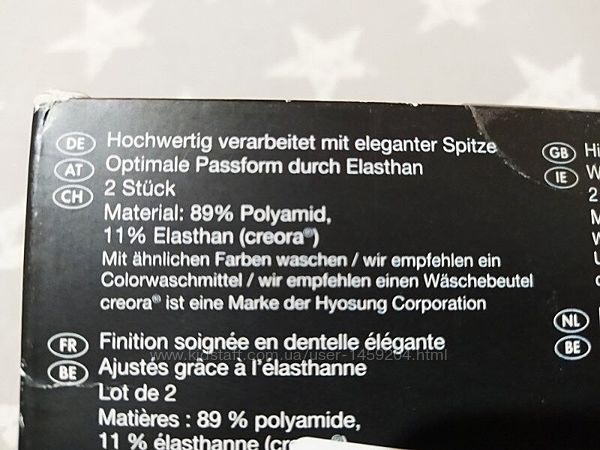 DE Hochwertig verarbeitet mit eleganter Spitze
AT Optimale Passform durch Elasthan
CH 2 Stück
Material: 89% Polyamid,
11% Elasthan (creora®)
Mit ähnlichen Farben waschen / wir empfehlen ein
Colorwaschmittel / wir empfehlen einen Wäschebeutel
creora® ist eine Marke der Hyosung Corporation
FR Finition soignée en dentelle élégante
BE Ajustés grâce à l'élasthanne
Lot de 2
Matières : 89 % polyamide,
11 % élasthanne
GB
IE
2
NL
BE
www.kidstaff.com.ua/user-1459204.html